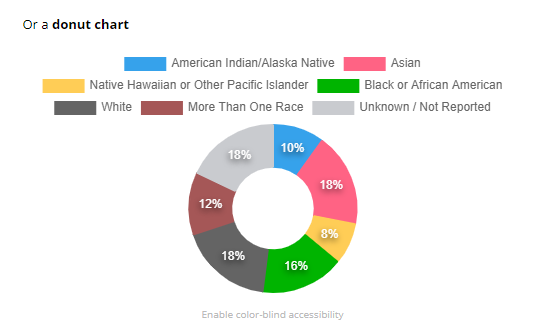 Or a donut chart
American Indian/Alaska Native Asian
Native Hawaiian or Other Pacific Islander Black or African American
White More Than One Race Unknown / Not Reported
18% 10%
18%
12%
8%
18%
16%
Enable color-blind accessibility